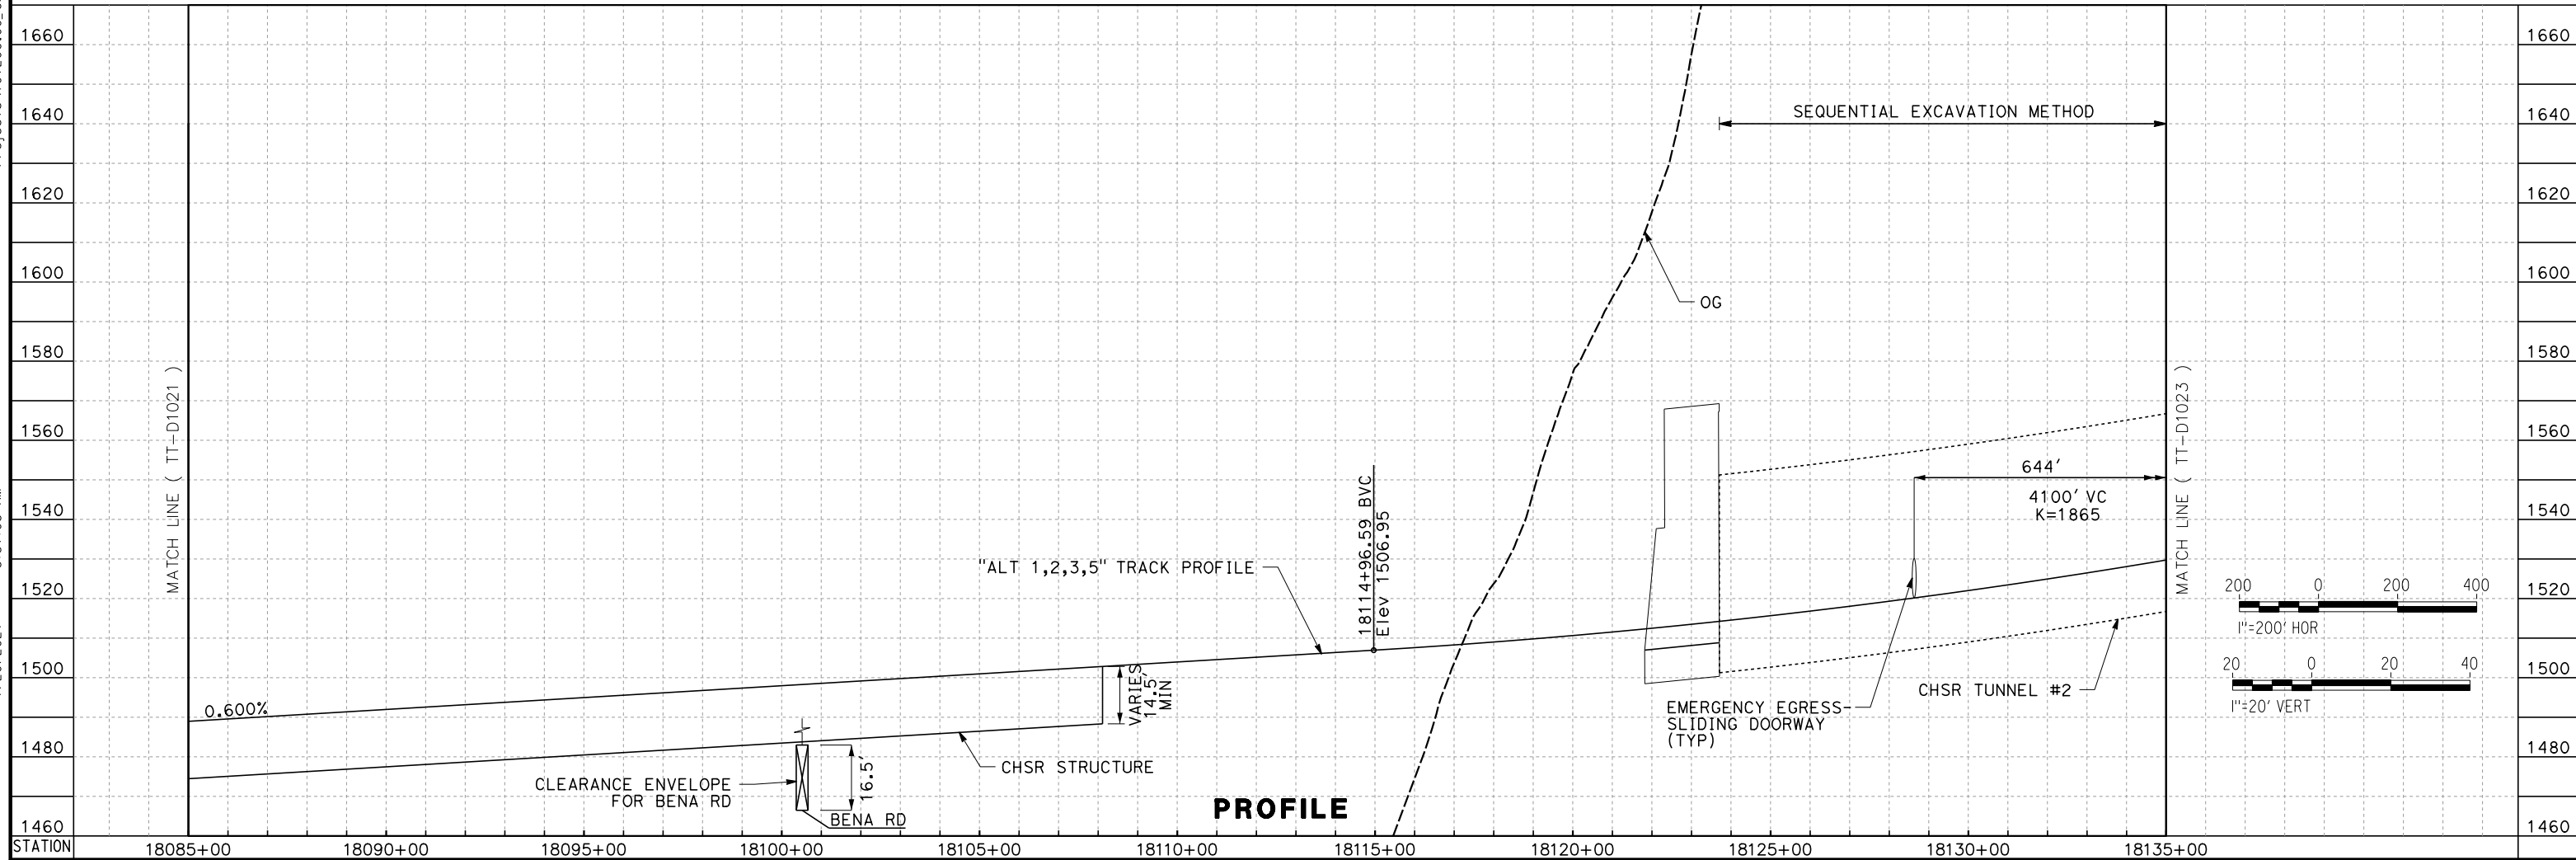 1660
1660
SEQUENTIAL EXCAVATION METHOD
1640
1640
1620
1620
1600
1600
OG
1580
1580
MATCH LINE ( TT-D1021 )
MATCH LINE ( TT-D1023 )
1560
1560
644'
4100' VC
K=1865
1540
1540
18114+96.59 BVC
Elev 1506.95
"ALT 1,2,3,5" TRACK PROFILE
1520
1520
200 0 200 400
1"=200' HOR
1500
1500
20 0 20 40
1"=20' VERT
0.600%
VARIES
14.5'
MIN
CHSR TUNNEL #2
EMERGENCY EGRESS-
SLIDING DOORWAY
(TYP)
1480
1480
CHSR STRUCTURE
CLEARANCE ENVELOPE
FOR BENA RD
16.5'
PROFILE
BENA RD
1460
1460
STATION
18085+00 18090+00 18095+00 18100+00 18105+00 18110+00 18115+00 18120+00 18125+00 18130+00 18135+00